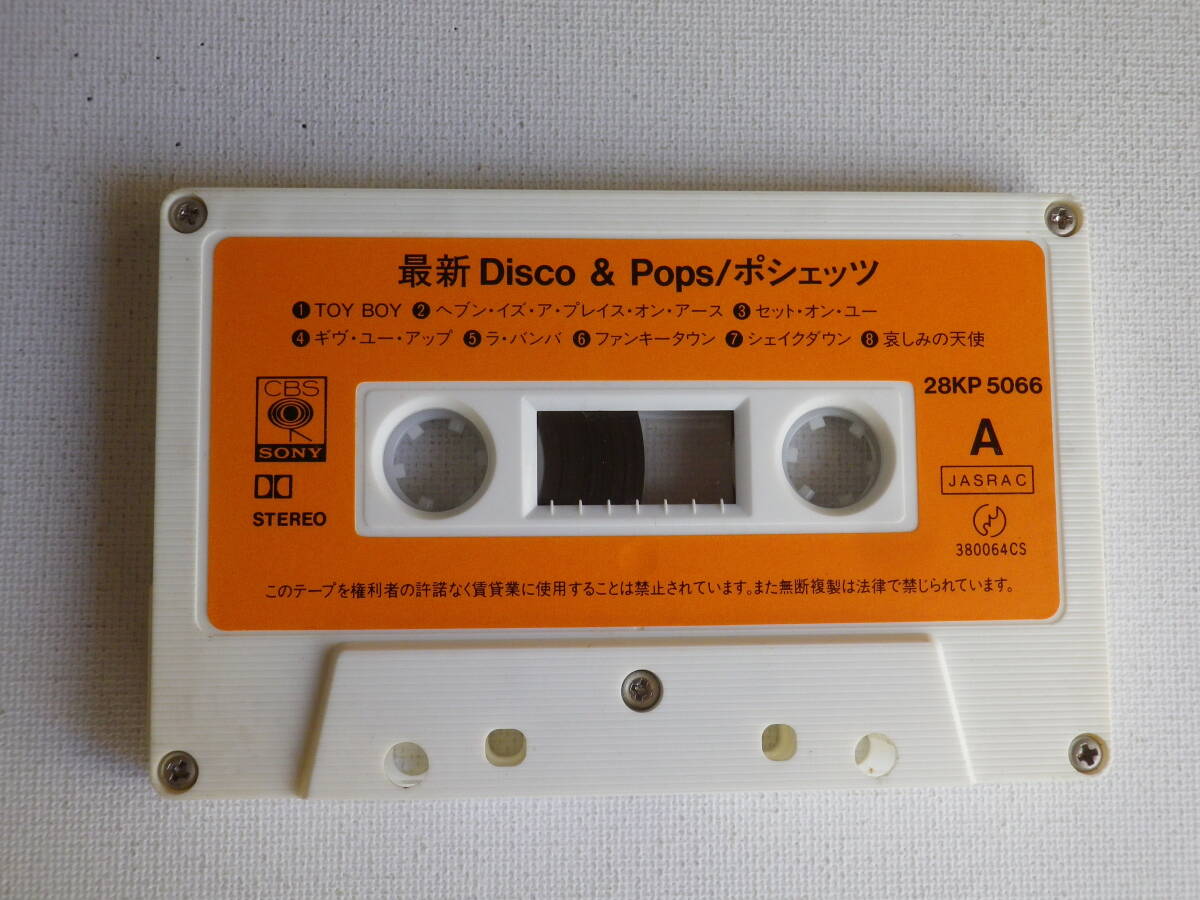 最新 Disco & Pops/ポシェッツ
❶ TOY BOY ❷ ヘブン・イズ・ア・プレイス・オン・アース ❸ セット・オン・ユー
❹ ギヴ・ユー・アップ ❺ ラ・バンバ ❻ ファンキータウン ❼ シェイクダウン ❽ 哀しみの天使
CBS
SONY
STEREO
28KP 5066
A
JASRAC
380064CS
このテープを権利者の許諾なく賃貸業に使用することは禁止されています。また無断複製は法律で禁じられています。